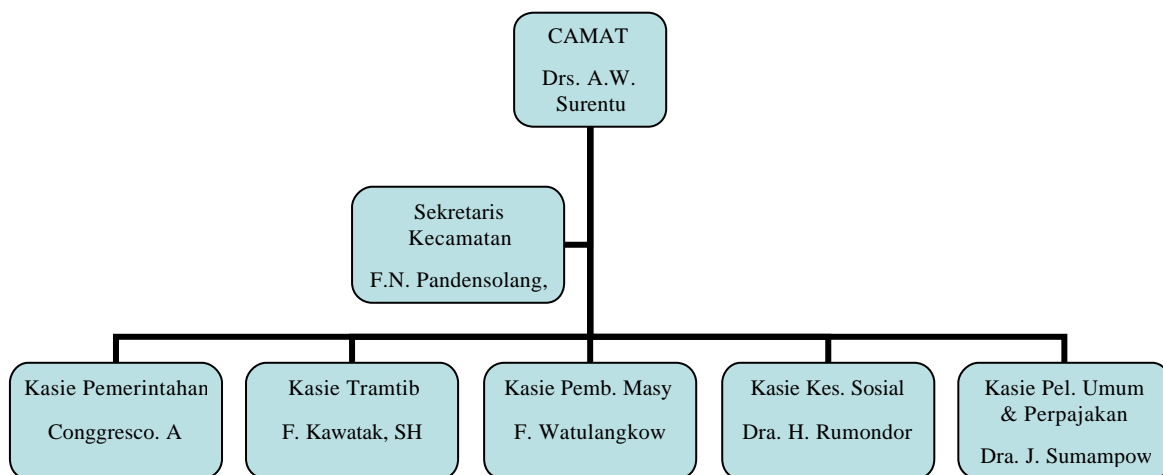 CAMAT
Drs. A.W.
Surentu
Sekretaris
Kecamatan
F.N. Pandensolang,
Kasie Pemerintahan
Conggresco. A
Kasie Tramtib
F. Kawatak, SH
Kasie Pemb. Masy
F. Watulangkow
Kasie Kes. Sosial
Dra. H. Rumondor
Kasie Pel. Umum
& Perpajakan
Dra. J. Sumampow